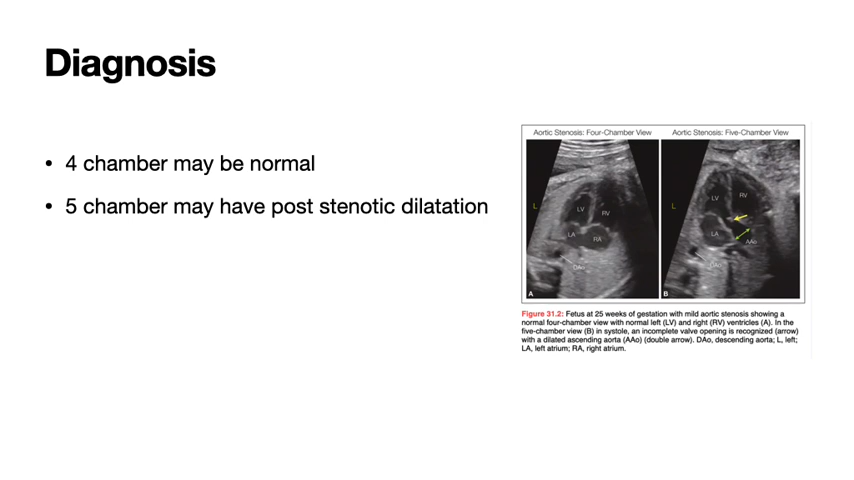 Diagnosis
• 4 chamber may be normal
• 5 chamber may have post stenotic dilatation
Aortic Stenosis: Four-Chamber View
Aortic Stenosis: Five-Chamber View
L
LV
RV
LA
RA
DAo
A
L
LV
RV
LA
AAo
DAo
B
Figure 31.2: Fetus at 25 weeks of gestation with mild aortic stenosis showing a
normal four-chamber view with normal left (LV) and right (RV) ventricles (A). In the
five-chamber view (B) in systole, an incomplete valve opening is recognized (arrow)
with a dilated ascending aorta (AAo) (double arrow). DAo, descending aorta; L, left;
LA, left atrium; RA, right atrium.